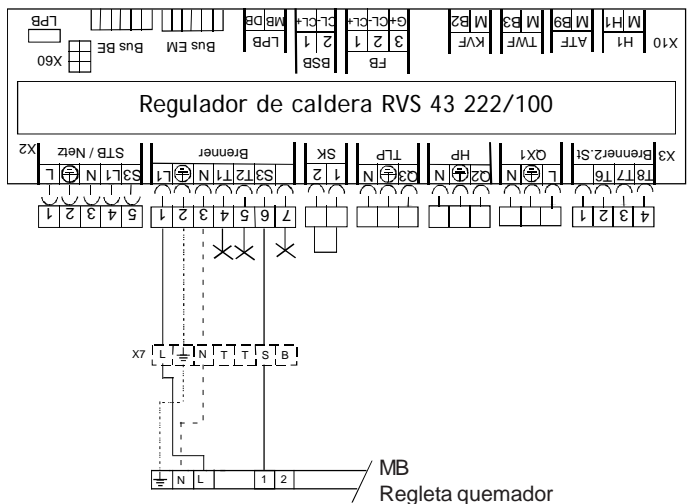 LPB Bus BE Bus EM DB MB CL+ CL- CL+ CL- G+ B2 M B3 M B9 M H1 M
X60 LPB 1 2 1 2 3 KVF TWF ATF H1 X10
BSB FB
Regulador de caldera RVS 43 222/100
X2 STB / Netz Brenner SK TLP HP QX1 Brenner2.St X3
L N L1 S3 L1 N T1 T2 S3 2 1 N Q3 N Q2 N L T6 T7 T8
1 2 3 4 5 1 2 3 4 5 6 7 1 2 3 4
X7 L N T T S B
N L 1 2
MB
Regleta quemador